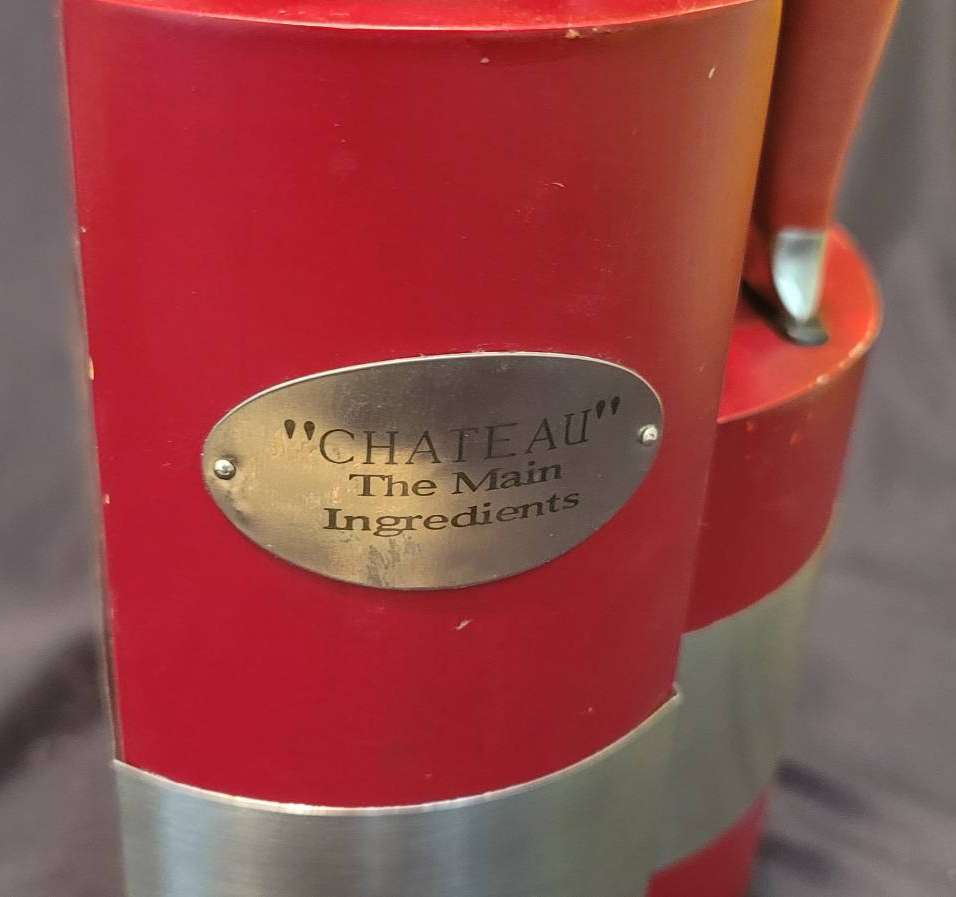 "CHATEAU"
The Main
Ingredients